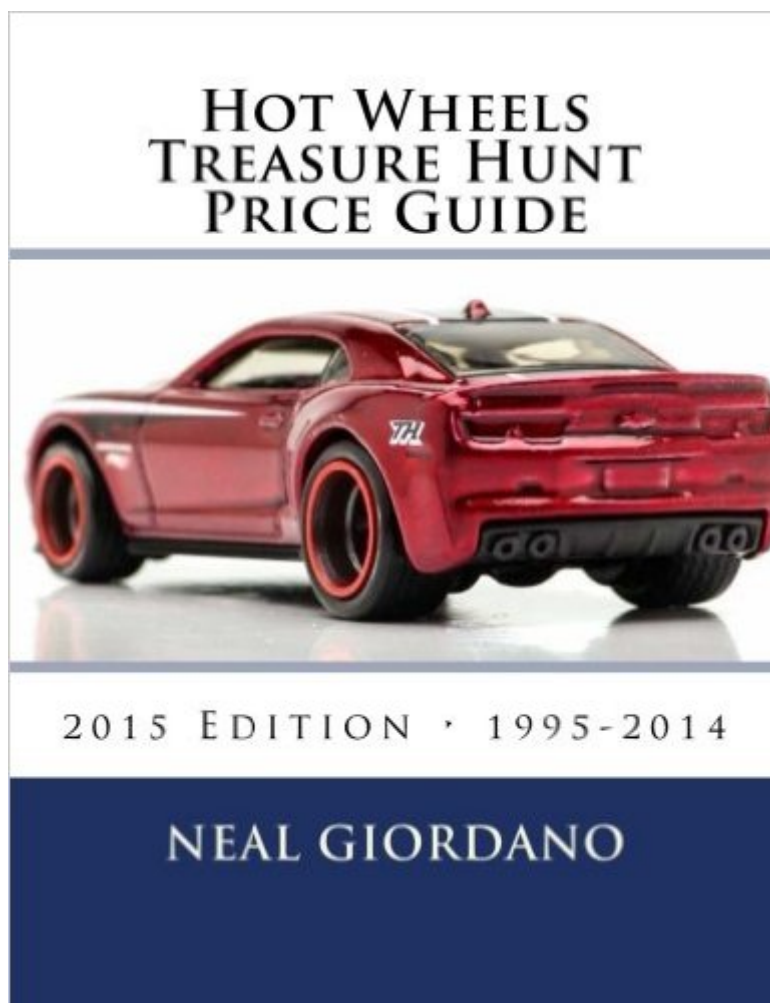 HOT WHEELS
TREASURE HUNT
PRICE GUIDE
TH
2015 EDITION · 1995-2014
NEAL GIORDANO